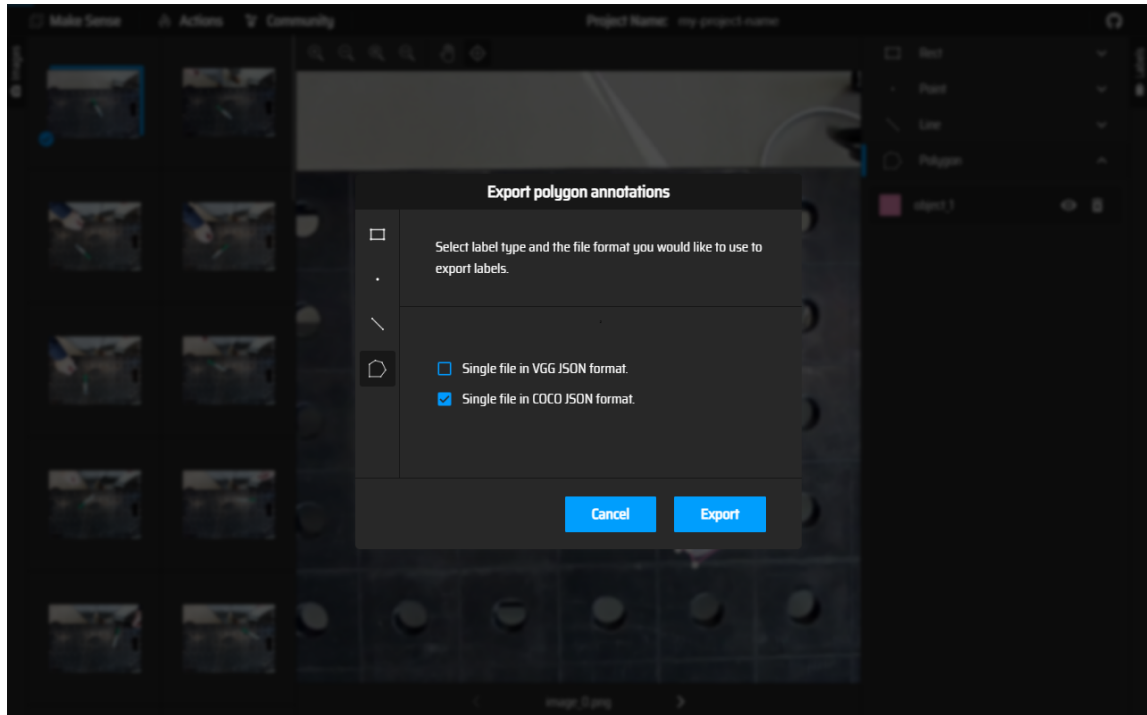 Make Sense
Actions
Community
Project Name: my-project-name
Images
Rect
Point
Line
Polygon
object_1
Labels
Export polygon annotations
Select label type and the file format you would like to use to
export labels.
Single file in VGG JSON format.
Single file in COCO JSON format.
Cancel
Export
image_0.png